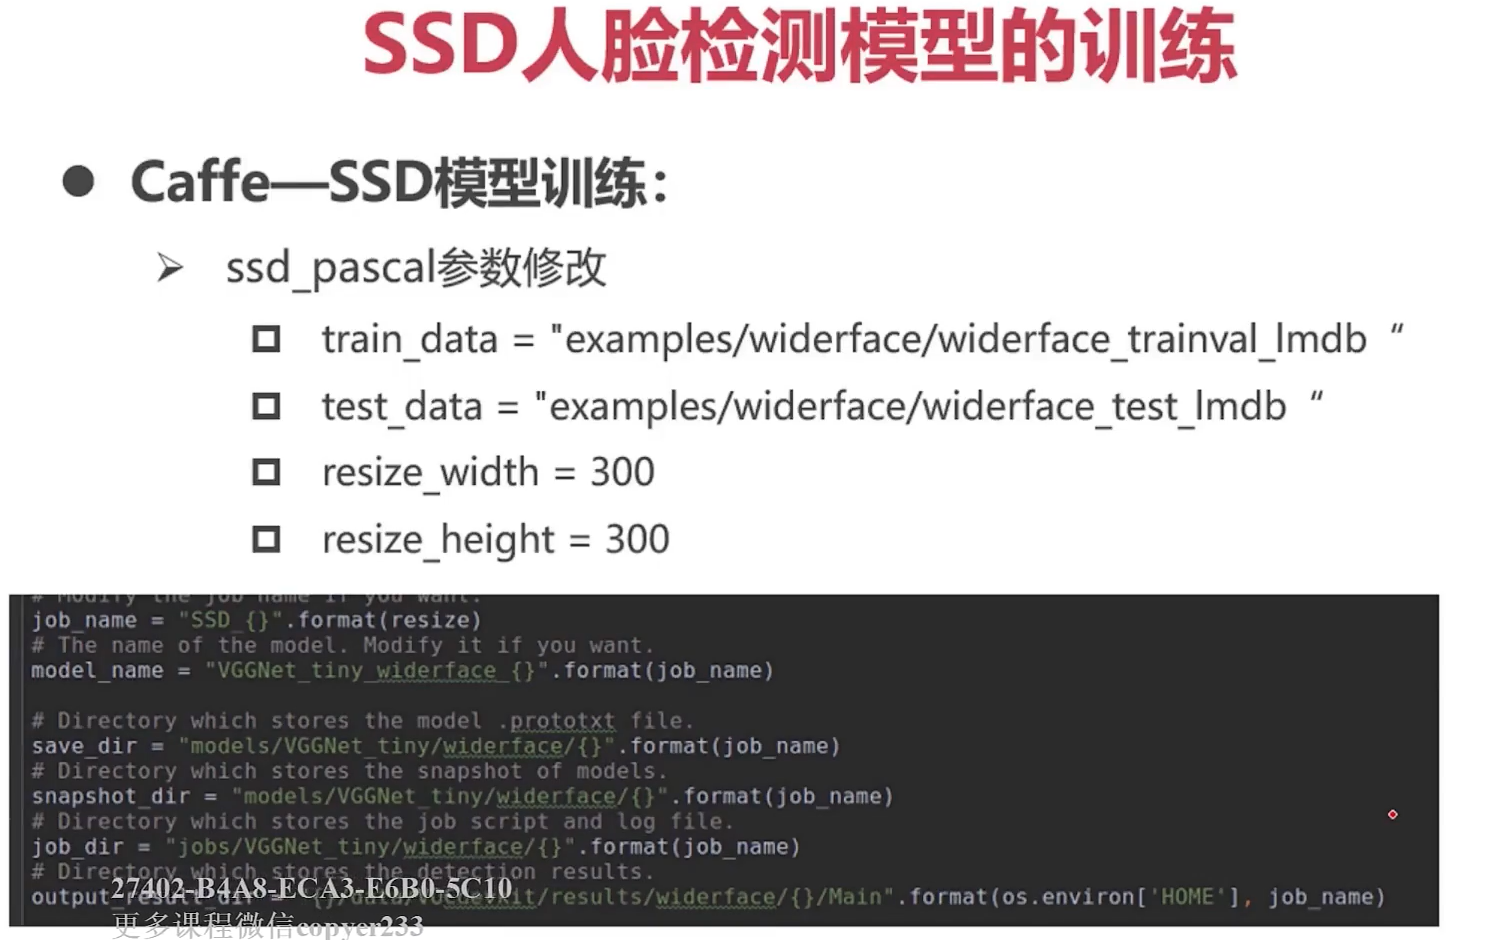 SSD人脸检测模型的训练
● Caffe—SSD模型训练：
➢ ssd_pascal参数修改
train_data = "examples/widerface/widerface_trainval_lmdb “
test_data = "examples/widerface/widerface_test_lmdb “
resize_width = 300
resize_height = 300
# Modify the job name if you want.
job_name = "SSD_{}".format(resize)
# The name of the model. Modify it if you want.
model_name = "VGGNet_tiny_widerface_{}".format(job_name)
# Directory which stores the model .prototxt file.
save_dir = "models/VGGNet_tiny/widerface/{}".format(job_name)
# Directory which stores the snapshot of models.
snapshot_dir = "models/VGGNet_tiny/widerface/{}".format(job_name)
# Directory which stores the job script and log file.
job_dir = "jobs/VGGNet_tiny/widerface/{}".format(job_name)
# Directory which stores the detection results.
27402-B4A8-ECA3-E6B0-5C10
output_result_dir = "{}/data/VOCdevkit/results/widerface/{}/Main".format(os.environ['HOME'], job_name)
更多课程微信copyer233